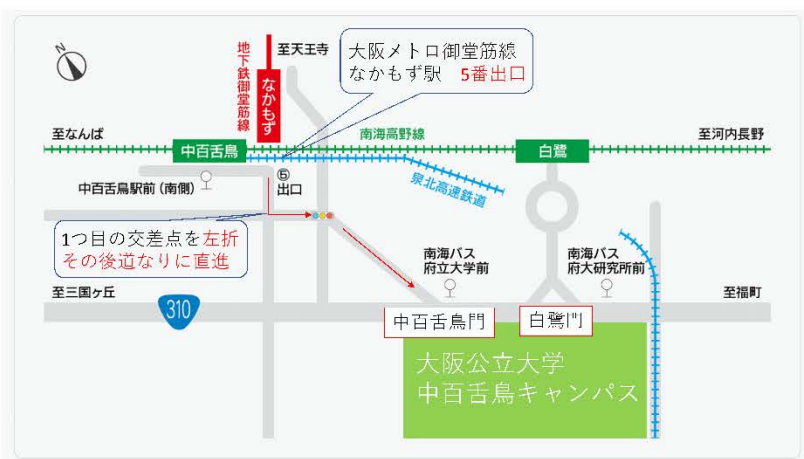 N
地下鉄御堂筋線
なかもず
至天王寺
大阪メトロ御堂筋線
なかもず駅 5番出口
至なんば
中百舌鳥
南海高野線
白鷺
至河内長野
中百舌鳥駅前(南側)
⑤
出口
泉北高速鉄道
1つ目の交差点を左折
その後道なりに直進
南海バス
府立大学前
南海バス
府大研究所前
至三国ヶ丘
310
至福町
中百舌鳥門
白鷺門
大阪公立大学
中百舌鳥キャンパス